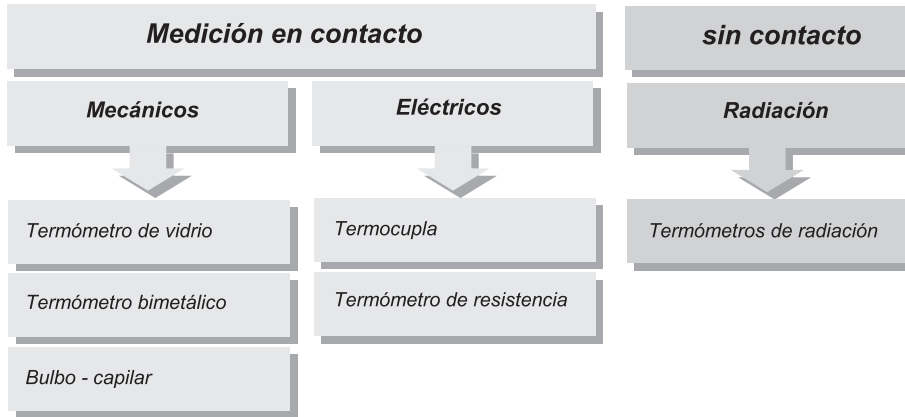 Medición en contacto
sin contacto
Mecánicos
Eléctricos
Radiación
Termómetro de vidrio
Termocupla
Termómetros de radiación
Termómetro bimetálico
Termómetro de resistencia
Bulbo - capilar